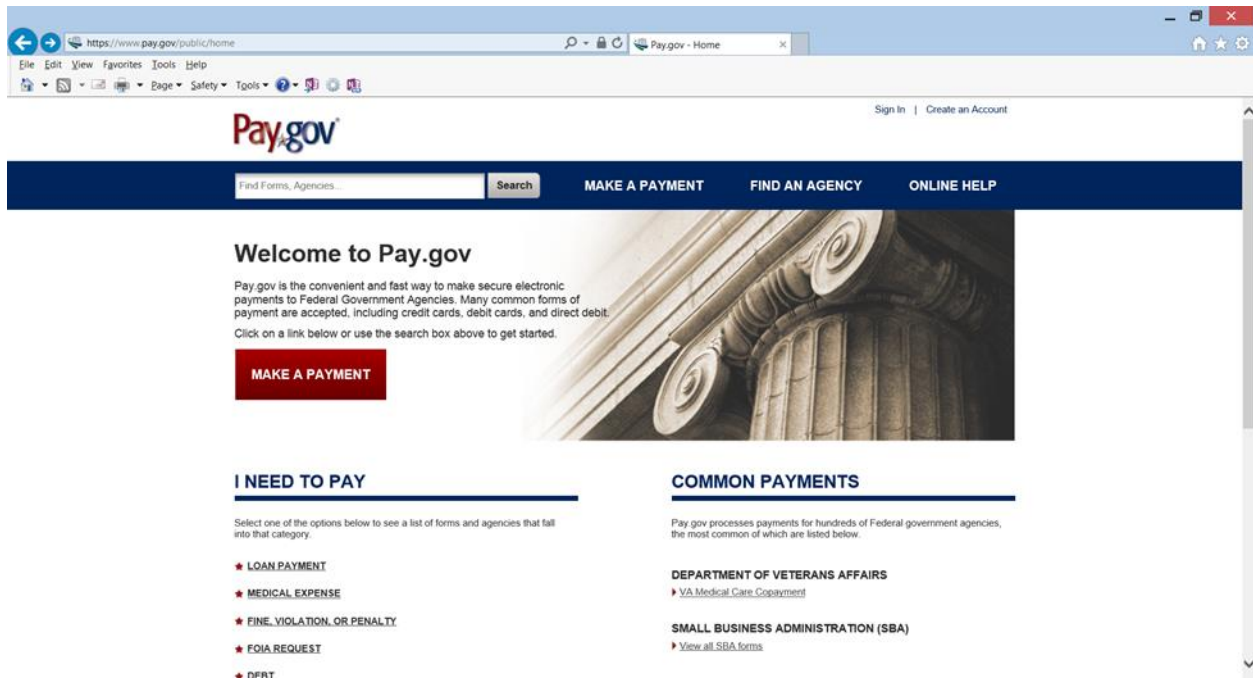 https://www.pay.gov/public/home
Pay.gov - Home
File Edit View Favorites Tools Help
Page Safety Tools
Sign In | Create an Account
Pay.gov
Find Forms, Agencies...
Search
MAKE A PAYMENT
FIND AN AGENCY
ONLINE HELP
Welcome to Pay.gov
Pay.gov is the convenient and fast way to make secure electronic
payments to Federal Government Agencies. Many common forms of
payment are accepted, including credit cards, debit cards, and direct debit.
Click on a link below or use the search box above to get started.
MAKE A PAYMENT
I NEED TO PAY
Select one of the options below to see a list of forms and agencies that fall
into that category.
LOAN PAYMENT
MEDICAL EXPENSE
FINE, VIOLATION, OR PENALTY
FOIA REQUEST
DEBT
COMMON PAYMENTS
Pay.gov processes payments for hundreds of Federal government agencies,
the most common of which are listed below.
DEPARTMENT OF VETERANS AFFAIRS
VA Medical Care Copayment
SMALL BUSINESS ADMINISTRATION (SBA)
View all SBA forms